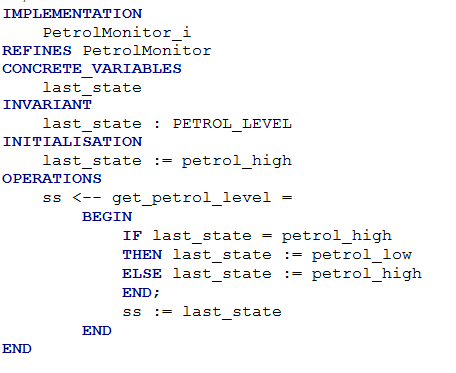 IMPLEMENTATION
PetrolMonitor_i
REFINES PetrolMonitor
CONCRETE_VARIABLES
last_state
INVARIANT
last_state : PETROL_LEVEL
INITIALISATION
last_state := petrol_high
OPERATIONS
ss <-- get_petrol_level =
BEGIN
IF last_state = petrol_high
THEN last_state := petrol_low
ELSE last_state := petrol_high
END;
ss := last_state
END
END